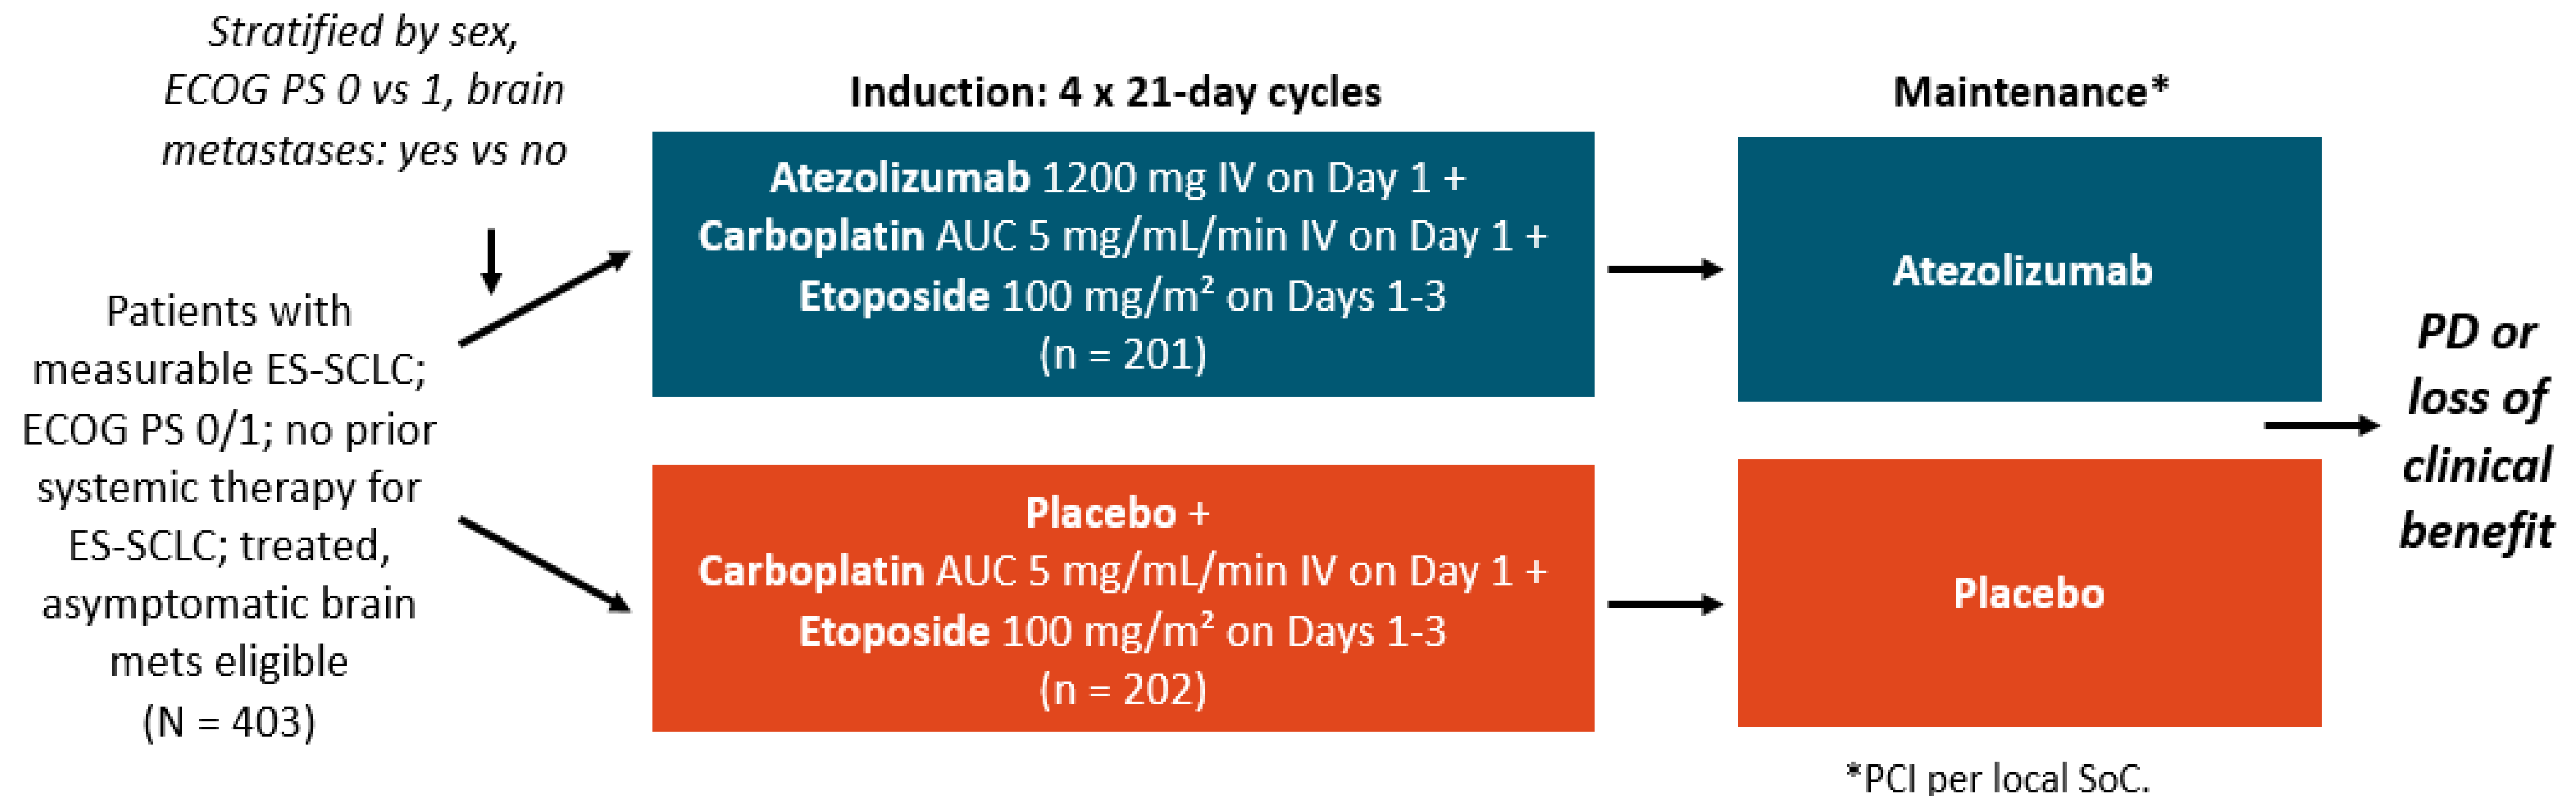 Stratified by sex,
ECOG PS 0 vs 1, brain
metastases: yes vs no
Patients with
measurable ES-SCLC;
ECOG PS 0/1; no prior
systemic therapy for
ES-SCLC; treated,
asymptomatic brain
mets eligible
(N = 403)
Induction: 4 x 21-day cycles
Atezolizumab 1200 mg IV on Day 1 +
Carboplatin AUC 5 mg/mL/min IV on Day 1 +
Etoposide 100 mg/m² on Days 1-3
(n = 201)
Placebo +
Carboplatin AUC 5 mg/mL/min IV on Day 1 +
Etoposide 100 mg/m² on Days 1-3
(n = 202)
Maintenance*
Atezolizumab
Placebo
*PCI per local SoC.
PD or
loss of
clinical
benefit